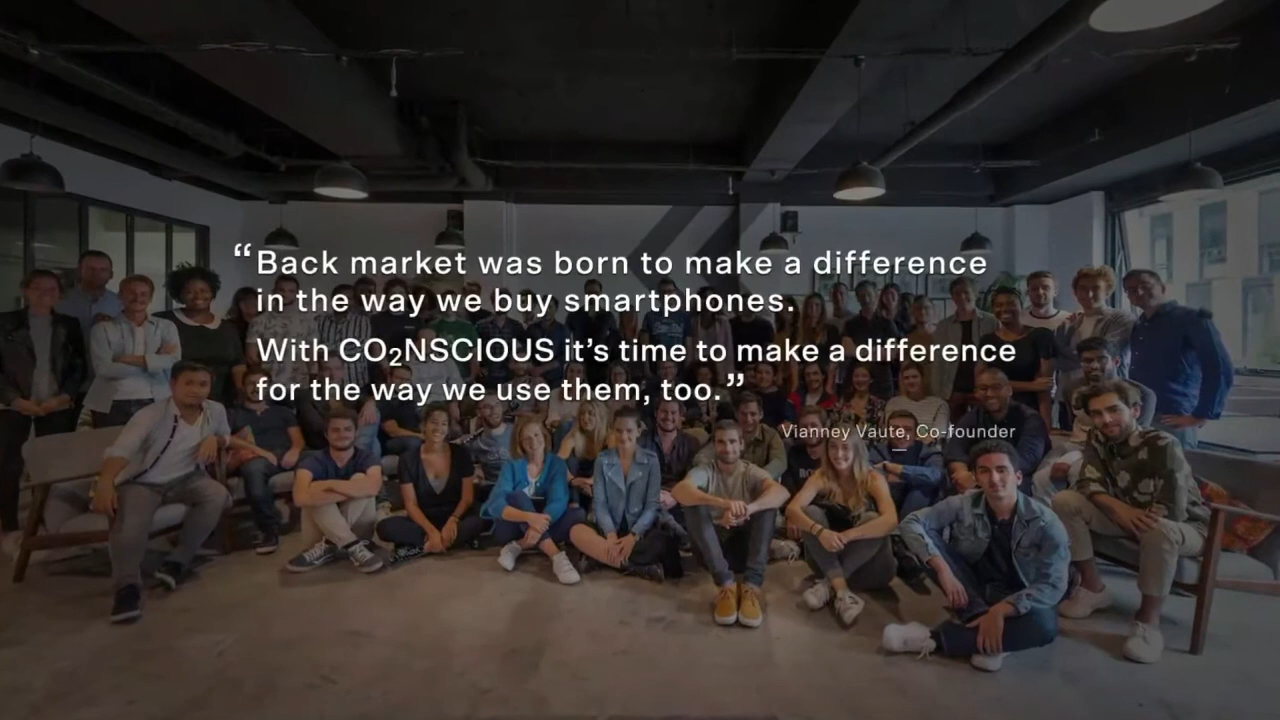 “Back market was born to make a difference
in the way we buy smartphones.
With CO₂NSCIOUS it’s time to make a difference
for the way we use them, too.”
Vianney Vaute, Co-founder